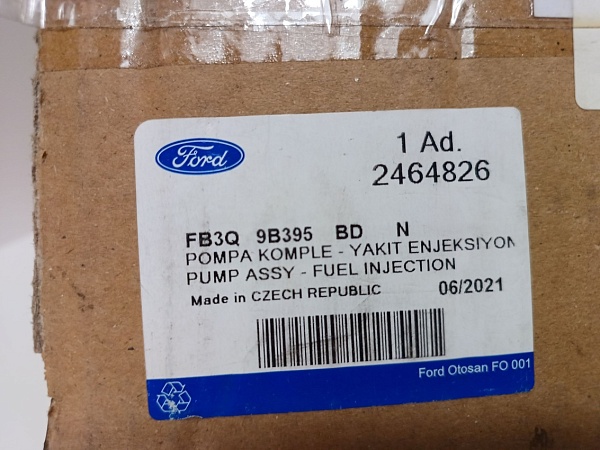 Ford
1 Ad.
2464826
FB3Q 9B395 BD N
POMPA KOMPLE - YAKIT ENJEKSIYON
PUMP ASSY - FUEL INJECTION
Made in CZECH REPUBLIC 06/2021
Ford Otosan FO 001